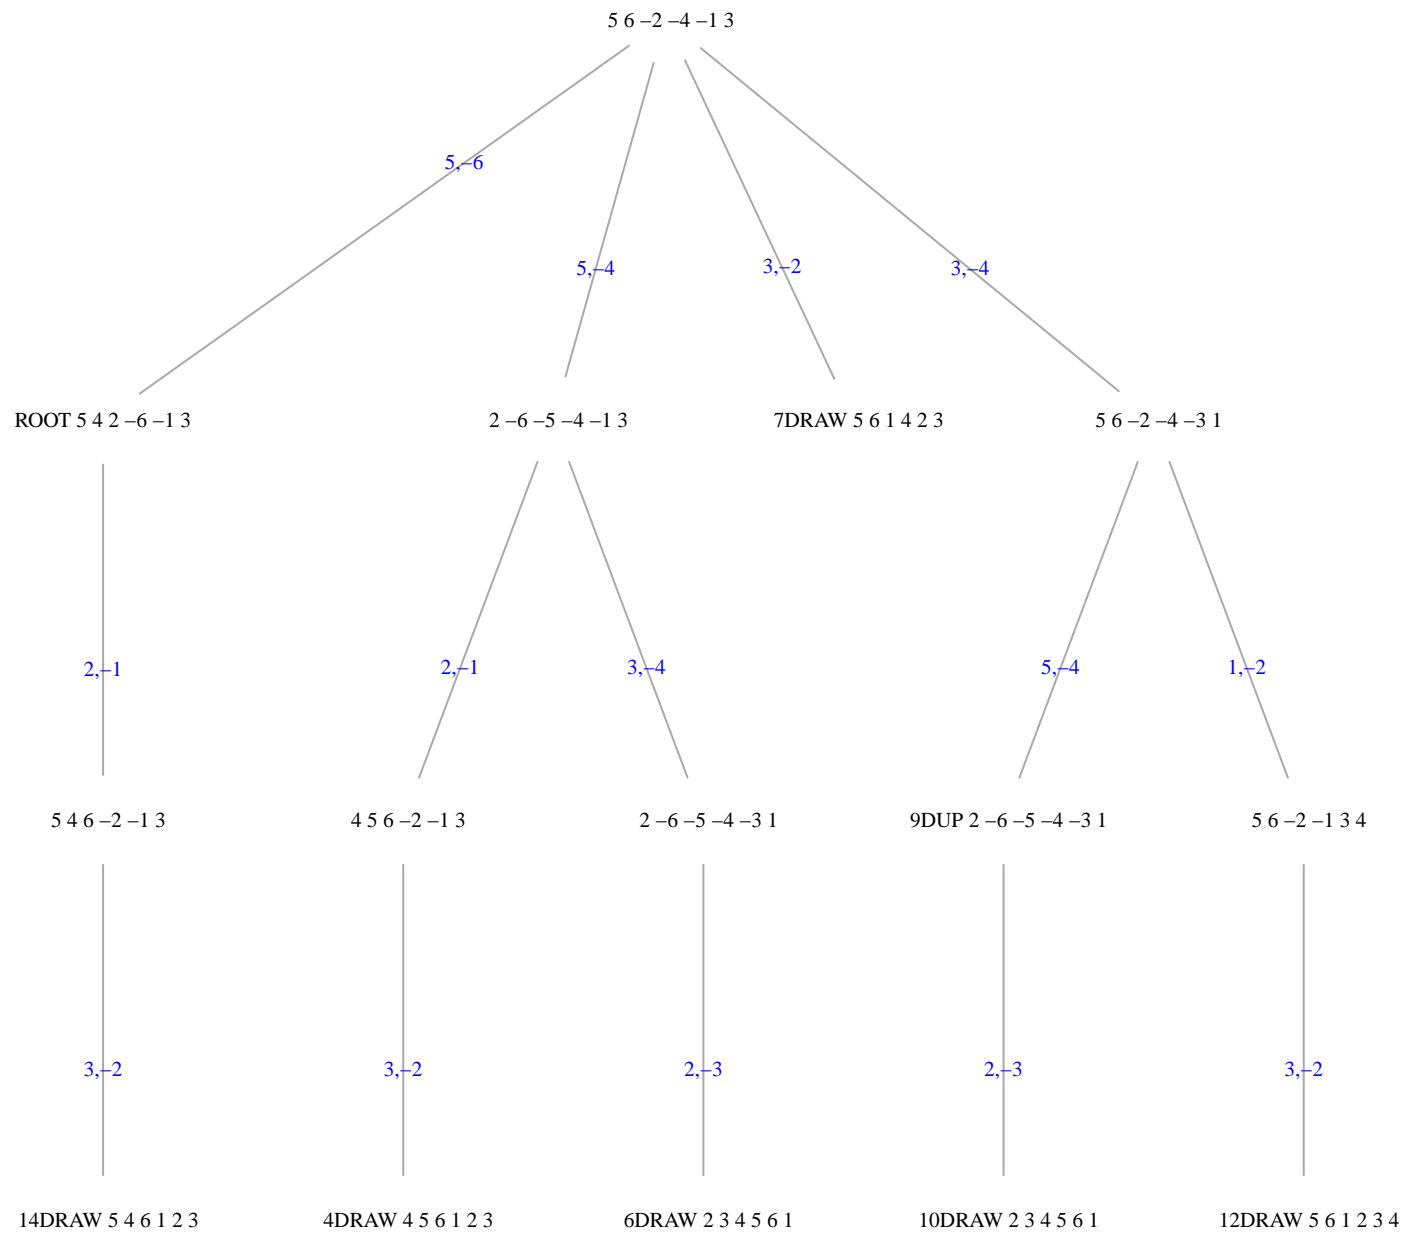 5 6 –2 –4 –1 3
5,–6
5,–4
3,–2
3,–4
ROOT 5 4 2 –6 –1 3
2 –6 –5 –4 –1 3
7DRAW 5 6 1 4 2 3
5 6 –2 –4 –3 1
2,–1
2,–1
3,–4
5,–4
1,–2
5 4 6 –2 –1 3
4 5 6 –2 –1 3
2 –6 –5 –4 –3 1
9DUP 2 –6 –5 –4 –3 1
5 6 –2 –1 3 4
3,–2
3,–2
2,–3
2,–3
3,–2
14DRAW 5 4 6 1 2 3
4DRAW 4 5 6 1 2 3
6DRAW 2 3 4 5 6 1
10DRAW 2 3 4 5 6 1
12DRAW 5 6 1 2 3 4